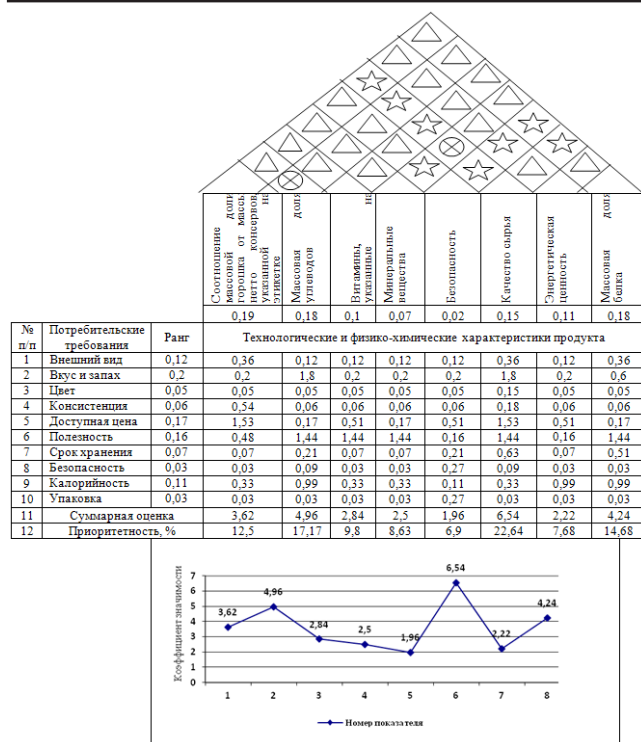 Соотношение доли
массовой
горошка от массы
нетто консервов,
указанной на
этикетке
Массовая доля
углеводов
Витамины, на
указанные
Минеральные
вещества
Безопасность
Качество сырья
Энергетическая
ценность
Массовая доля
белка
0,19 0,18 0,1 0,07 0,02 0,15 0,11 0,18
№ п/п Потребительские требования Ранг Технологические и физико-химические характеристики продукта
1 Внешний вид 0,12 0,36 0,12 0,12 0,12 0,12 0,36 0,12 0,36
2 Вкус и запах 0,2 0,2 1,8 0,2 0,2 0,2 1,8 0,2 0,6
3 Цвет 0,05 0,05 0,05 0,05 0,05 0,05 0,15 0,05 0,05
4 Консистенция 0,06 0,54 0,06 0,06 0,06 0,06 0,18 0,06 0,06
5 Доступная цена 0,17 1,53 0,17 0,51 0,17 0,51 1,53 0,51 0,17
6 Полезность 0,16 0,48 1,44 1,44 1,44 0,16 1,44 0,16 1,44
7 Срок хранения 0,07 0,07 0,21 0,07 0,07 0,21 0,63 0,07 0,51
8 Безопасность 0,03 0,03 0,09 0,03 0,03 0,27 0,09 0,03 0,03
9 Калорийность 0,11 0,33 0,99 0,33 0,33 0,11 0,33 0,99 0,99
10 Упаковка 0,03 0,03 0,03 0,03 0,03 0,27 0,03 0,03 0,03
11 Суммарная оценка 3,62 4,96 2,84 2,5 1,96 6,54 2,22 4,24
12 Приоритетность, % 12,5 17,17 9,8 8,63 6,9 22,64 7,68 14,68
Коэффициент значимости
7
6
5
4
3
2
1
0
3,62 4,96 2,84 2,5 1,96 6,54 2,22 4,24
1 2 3 4 5 6 7 8
Номер показателя